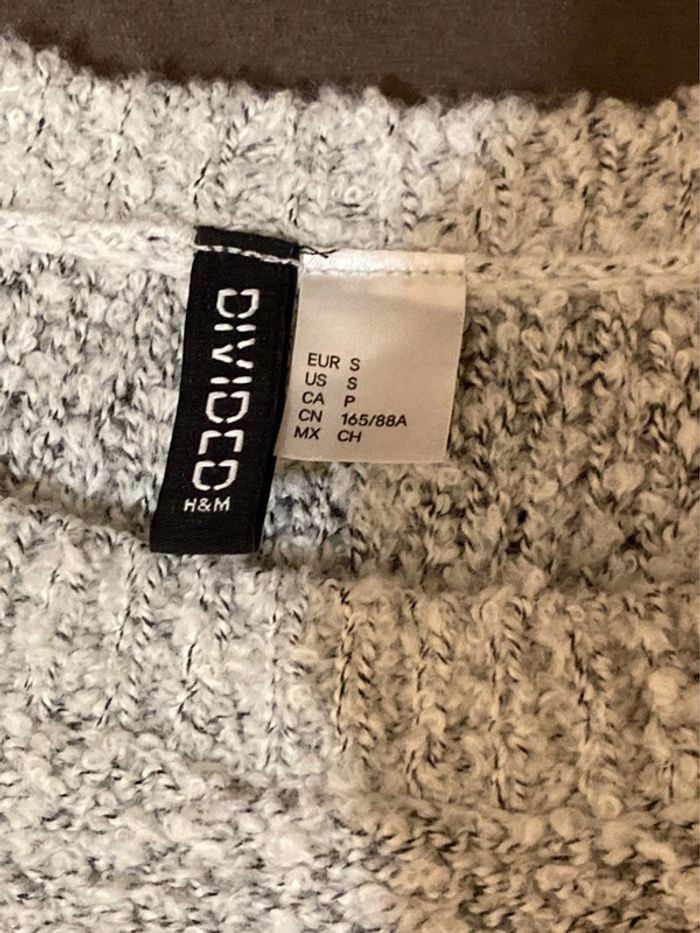 DIVIDED
H&M
EUR S
US S
CA P
CN 165/88A
MX CH